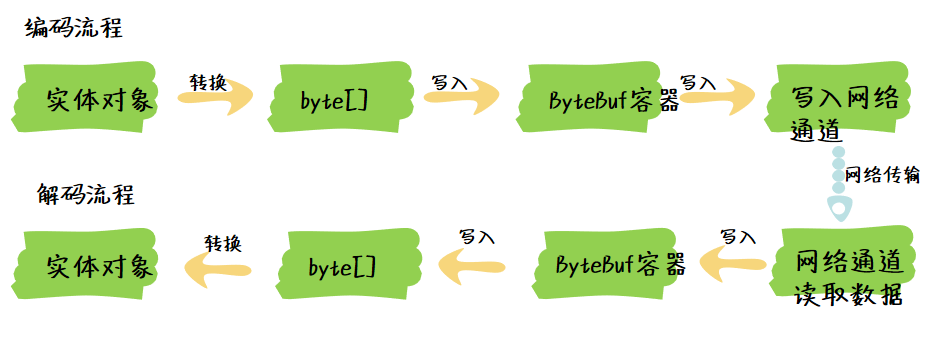 编码流程
实体对象
转换
byte[]
写入
ByteBuf容器
写入
写入网络
通道
网络传输
解码流程
实体对象
转换
byte[]
写入
ByteBuf容器
写入
网络通道
读取数据